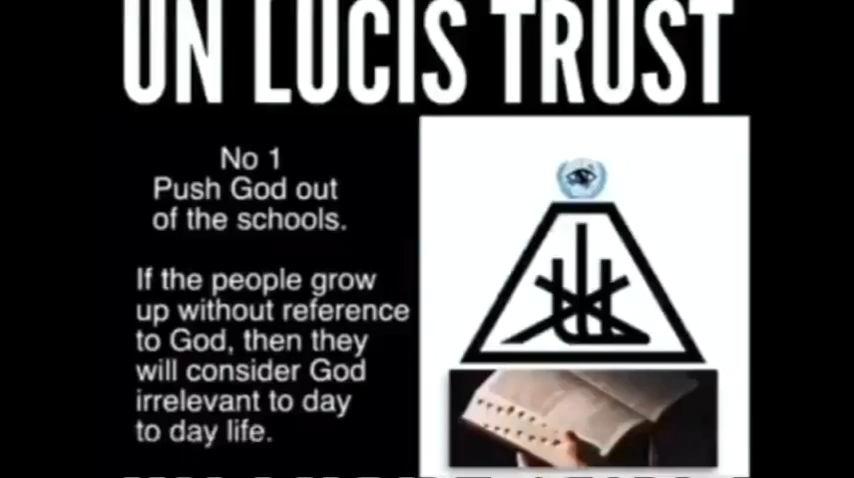 UN LUCIS TRUST
No 1
Push God out
of the schools.
If the people grow
up without reference
to God, then they
will consider God
irrelevant to day
to day life.